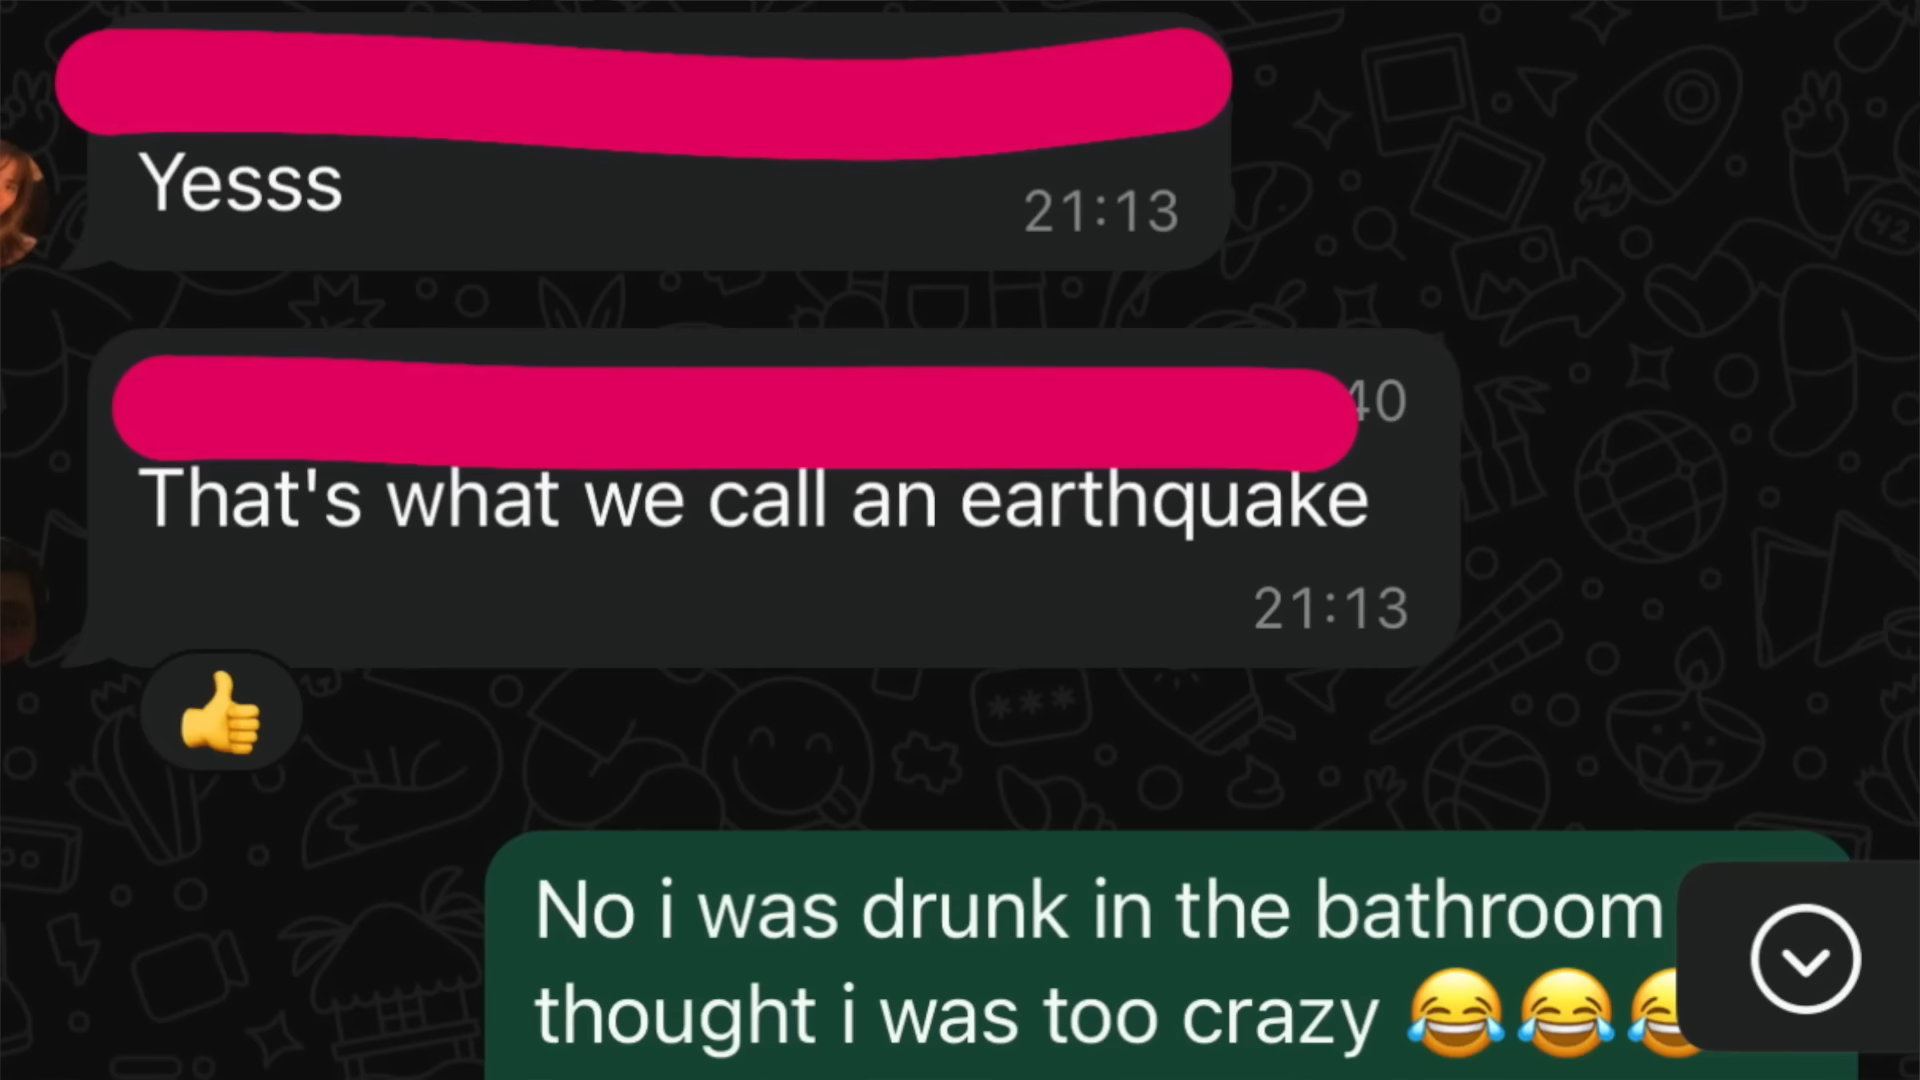 Yesss
21:13
40
That's what we call an earthquake
21:13
No i was drunk in the bathroom
thought i was too crazy 😂😂😂